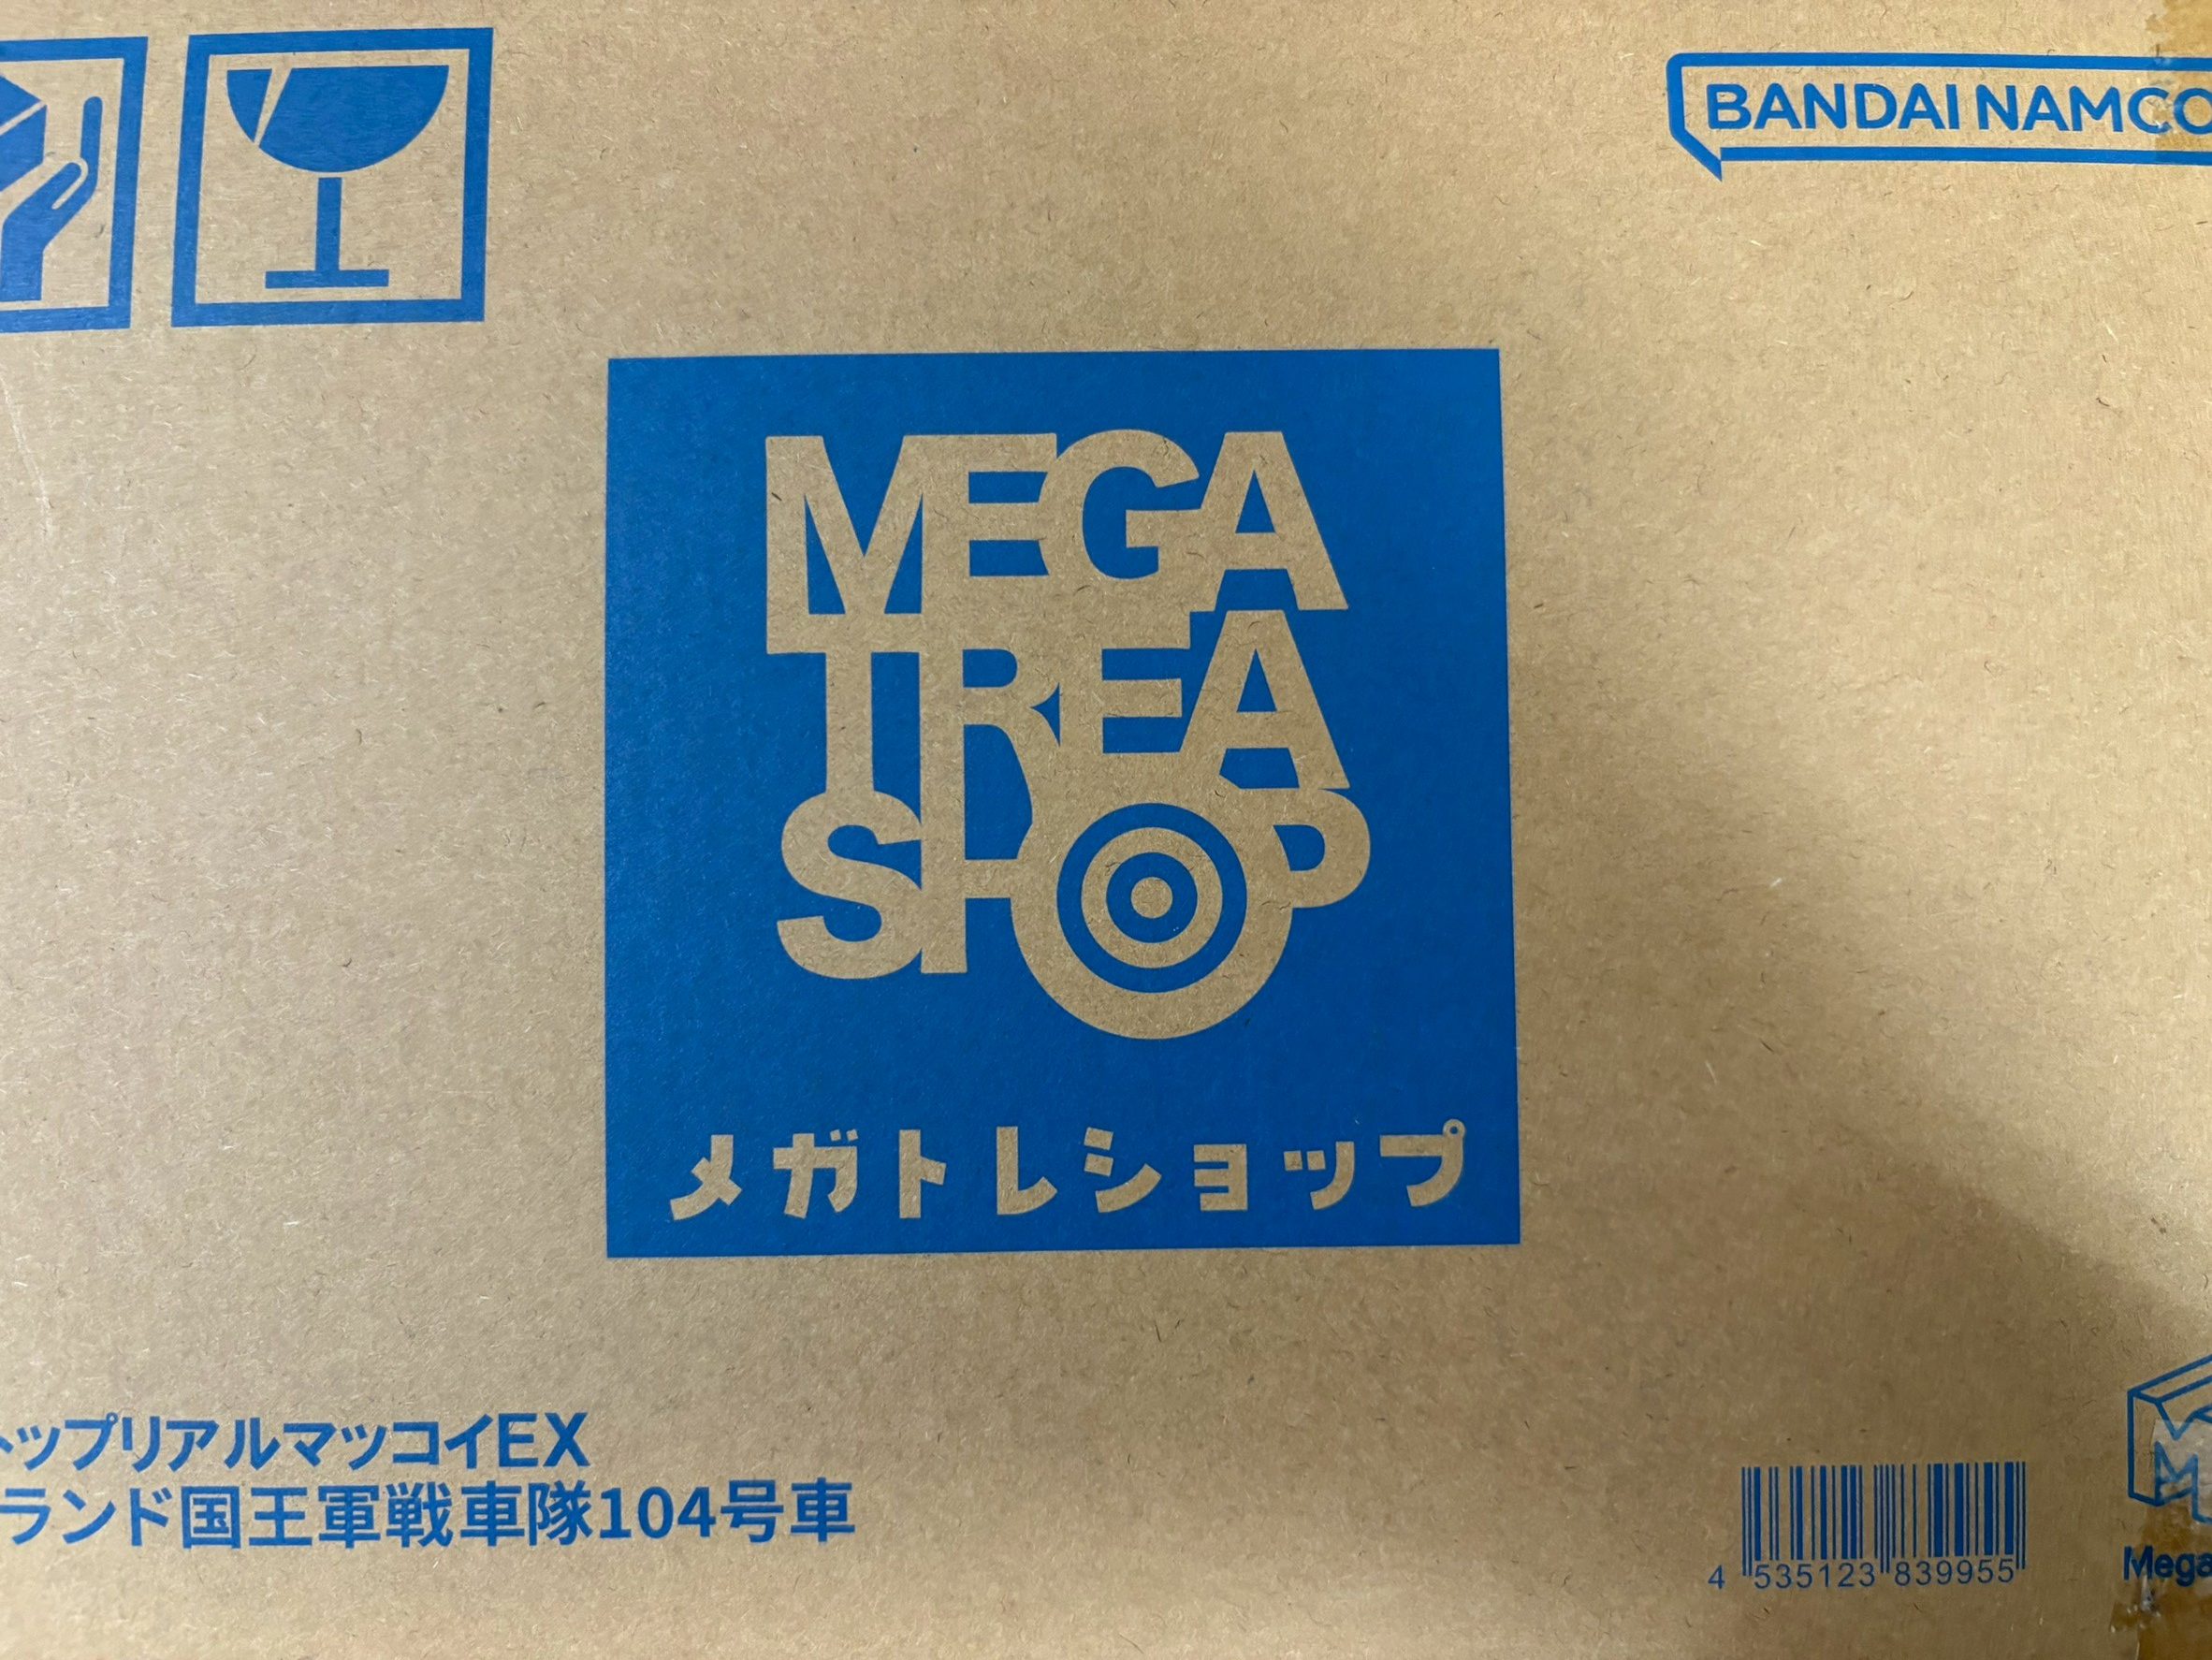 BANDAI NAMCO
MEGA
TREA
SHOP
メガトレショップ
ップリアルマッコイEX
ランド国王軍戦車隊104号車
4 535123 839955
Mega